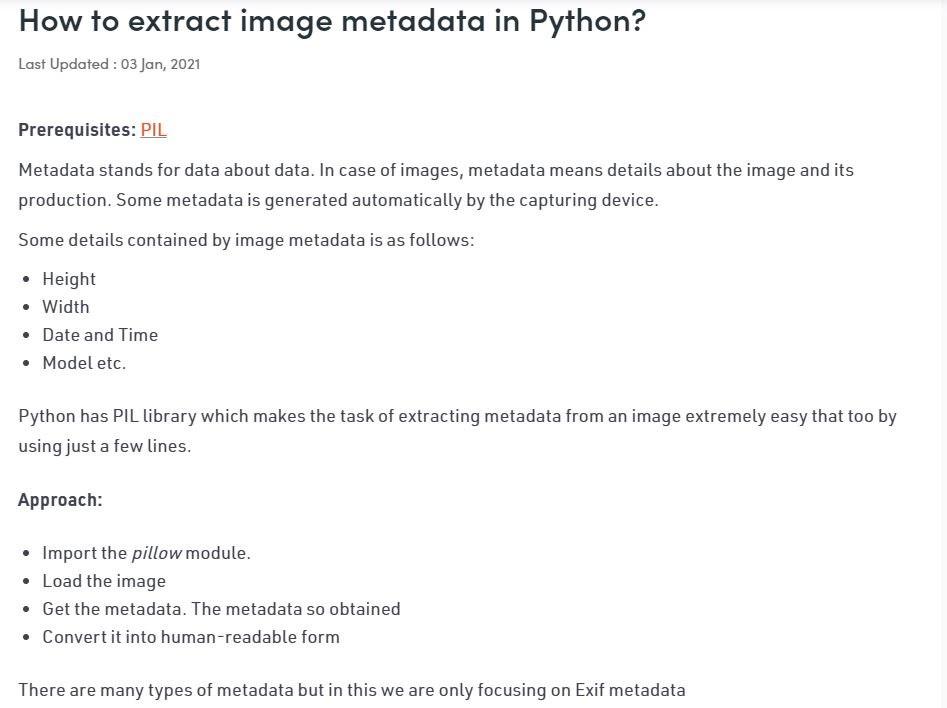 How to extract image metadata in Python?
Last Updated : 03 Jan, 2021
Prerequisites: PIL
Metadata stands for data about data. In case of images, metadata means details about the image and its
production. Some metadata is generated automatically by the capturing device.
Some details contained by image metadata is as follows:
• Height
• Width
• Date and Time
• Model etc.
Python has PIL library which makes the task of extracting metadata from an image extremely easy that too by
using just a few lines.
Approach:
• Import the pillow module.
• Load the image
• Get the metadata. The metadata so obtained
• Convert it into human-readable form
There are many types of metadata but in this we are only focusing on Exif metadata